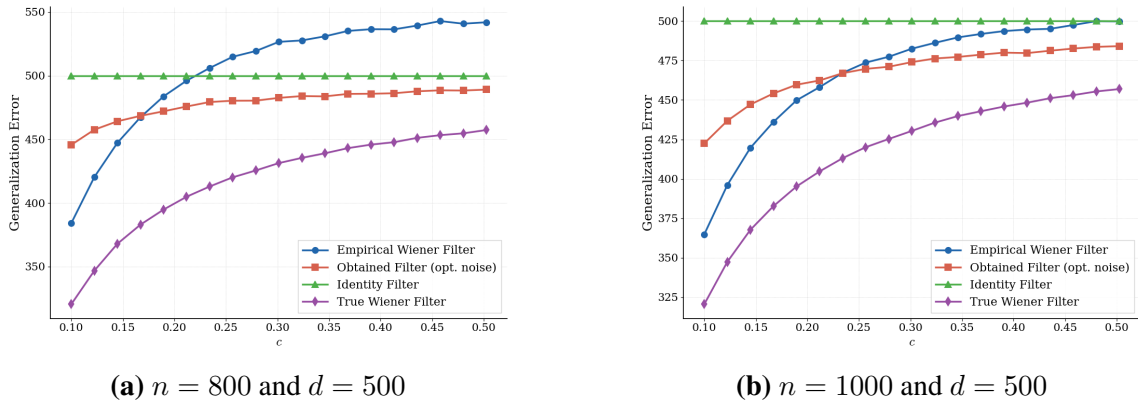 550
500
450
400
350
Generalization Error
0.10 0.15 0.20 0.25 0.30 0.35 0.40 0.45 0.50
c
Empirical Wiener Filter
Obtained Filter (opt. noise)
Identity Filter
True Wiener Filter
(a) n = 800 and d = 500
500
475
450
425
400
375
350
325
Generalization Error
0.10 0.15 0.20 0.25 0.30 0.35 0.40 0.45 0.50
c
Empirical Wiener Filter
Obtained Filter (opt. noise)
Identity Filter
True Wiener Filter
(b) n = 1000 and d = 500